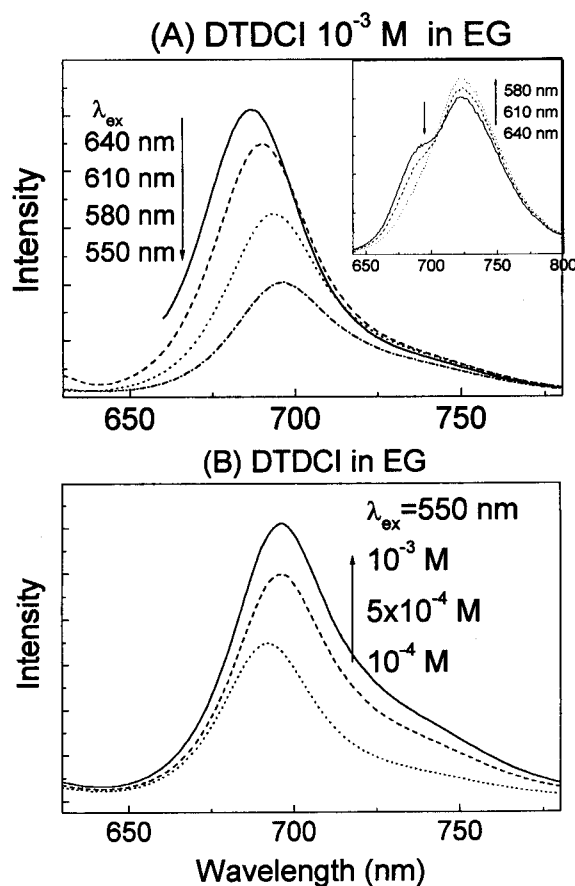 (A) DTDCI 10⁻³ M in EG
λex
640 nm
610 nm
580 nm
550 nm
580 nm
610 nm
640 nm
640 700 750 800
Intensity
650 700 750
(B) DTDCI in EG
λex=550 nm
10⁻³ M
5x10⁻⁴ M
10⁻⁴ M
Intensity
650 700 750
Wavelength (nm)